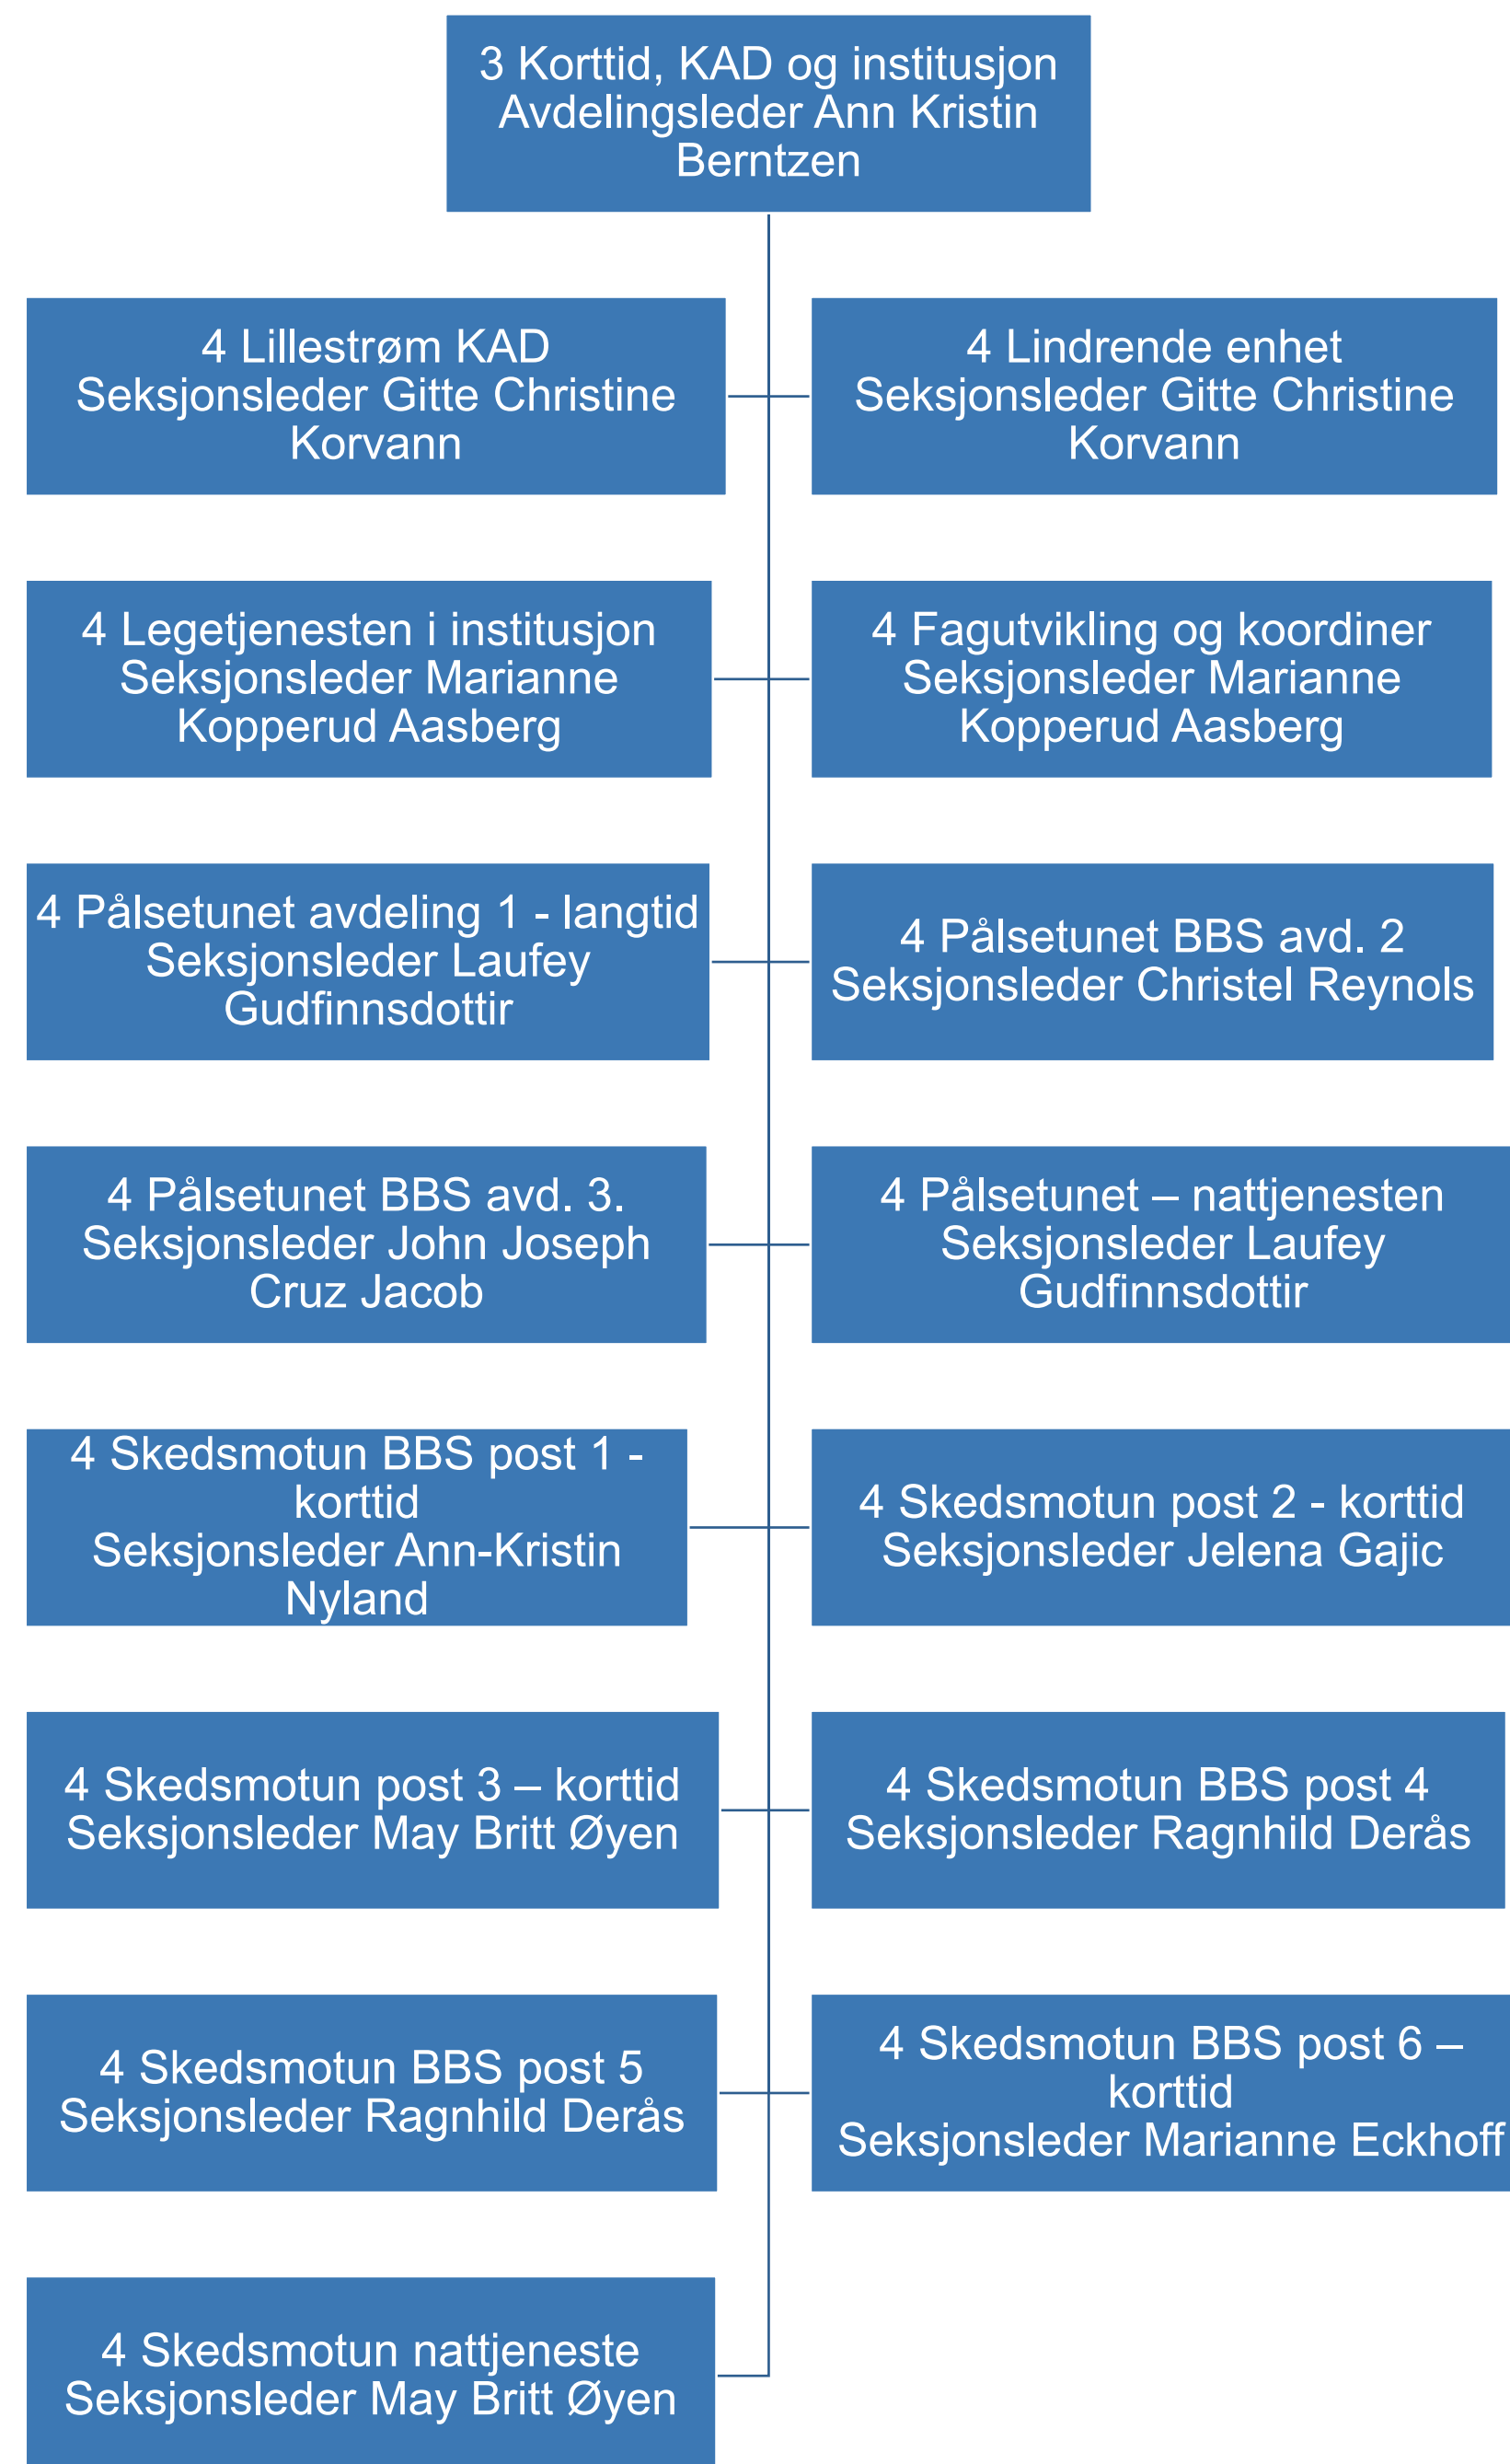 3 Korttid, KAD og institusjon
Avdelingsleder Ann Kristin
Berntzen
4 Lillestrøm KAD
Seksjonsleder Gitte Christine
Korvann
4 Lindrende enhet
Seksjonsleder Gitte Christine
Korvann
4 Legetjenesten i institusjon
Seksjonsleder Marianne
Kopperud Aasberg
4 Fagutvikling og koordiner
Seksjonsleder Marianne
Kopperud Aasberg
4 Pålsetunet avdeling 1 - langtid
Seksjonsleder Laufey
Gudfinnsdottir
4 Pålsetunet BBS avd. 2
Seksjonsleder Christel Reynols
4 Pålsetunet BBS avd. 3.
Seksjonsleder John Joseph
Cruz Jacob
4 Pålsetunet – nattjenesten
Seksjonsleder Laufey
Gudfinnsdottir
4 Skedsmotun BBS post 1 -
korttid
Seksjonsleder Ann-Kristin
Nyland
4 Skedsmotun post 2 - korttid
Seksjonsleder Jelena Gajic
4 Skedsmotun post 3 – korttid
Seksjonsleder May Britt Øyen
4 Skedsmotun BBS post 4
Seksjonsleder Ragnhild Derås
4 Skedsmotun BBS post 5
Seksjonsleder Ragnhild Derås
4 Skedsmotun BBS post 6 –
korttid
Seksjonsleder Marianne Eckhoff
4 Skedsmotun nattjeneste
Seksjonsleder May Britt Øyen